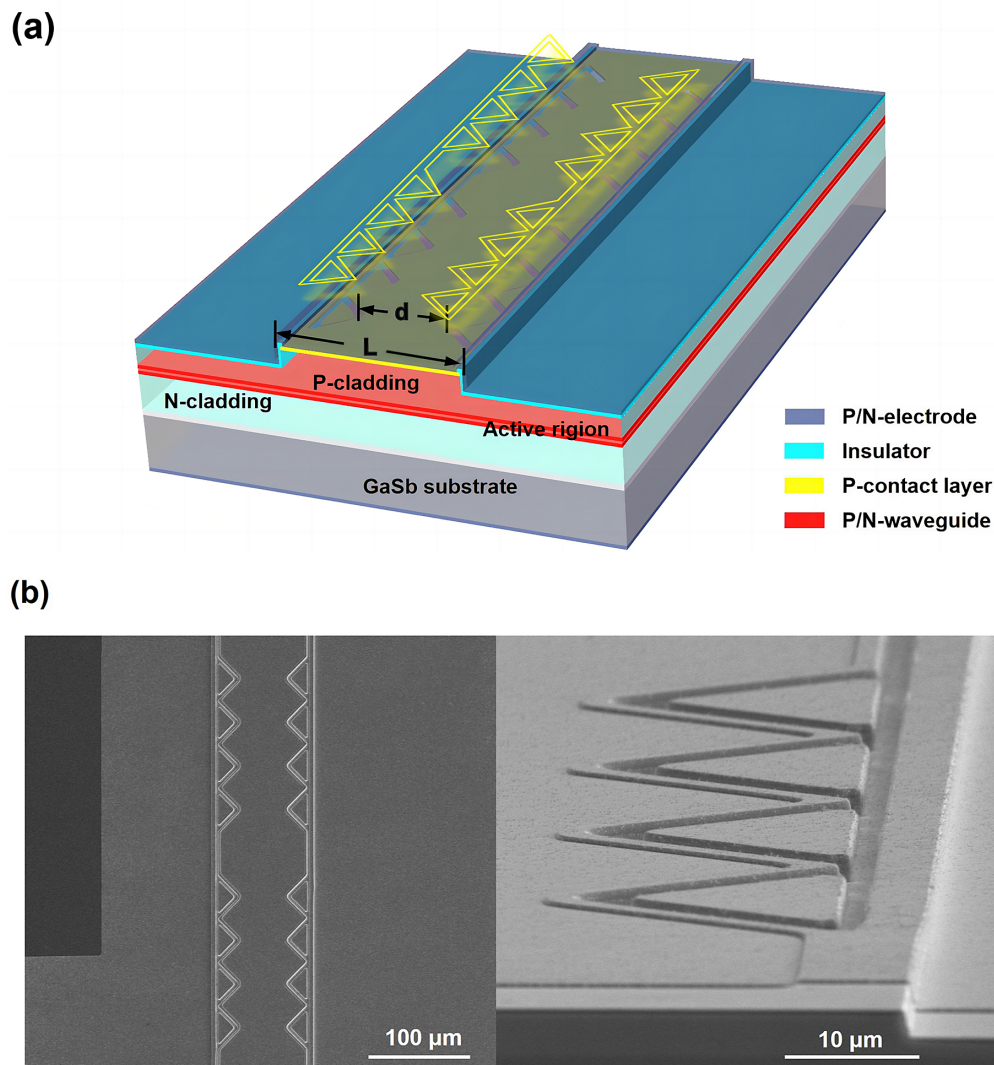 (a)
d
L
P-cladding
N-cladding
Active rigion
GaSb substrate
P/N-electrode
Insulator
P-contact layer
P/N-waveguide
(b)
100 μm
10 μm